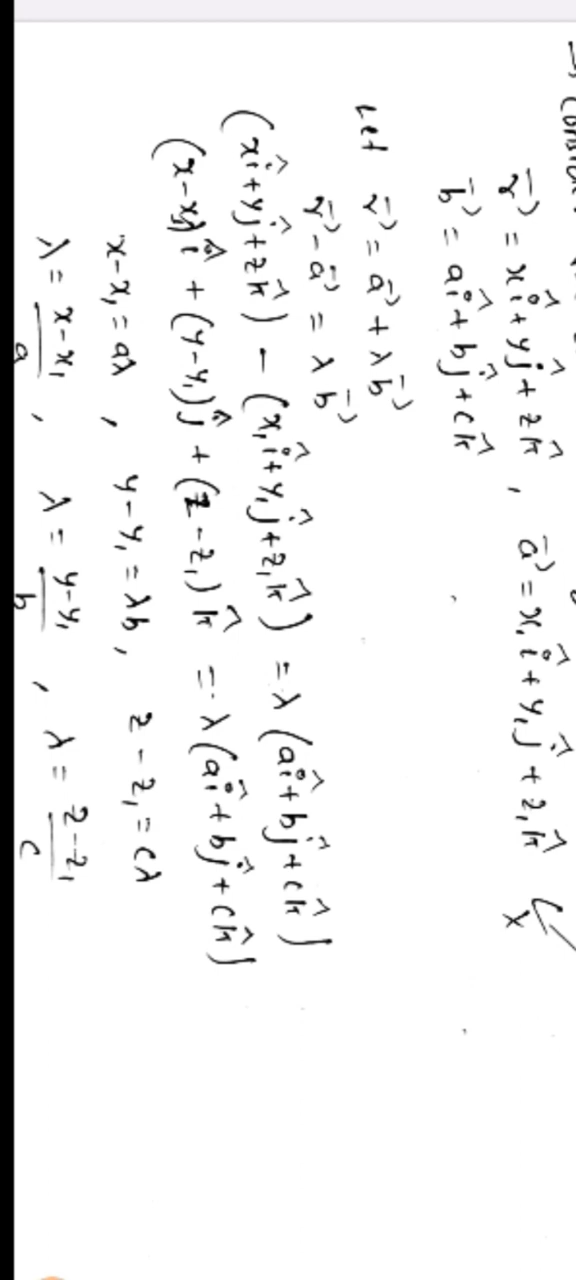 → Consider
r⃗ = xî + yĵ + zk̂ , a⃗ = x₁î + y₁ĵ + z₁k̂
x
b⃗ = aî + bĵ + ck̂
Let r⃗ = a⃗ + λb⃗
r⃗ - a⃗ = λb⃗
(xî + yĵ + zk̂) - (x₁î + y₁ĵ + z₁k̂) = λ(aî + bĵ + ck̂)
(x-x₁)î + (y-y₁)ĵ + (z-z₁)k̂ = λ(aî + bĵ + ck̂)
x-x₁ = aλ , y-y₁ = λb, z-z₁ = cλ
λ = (x-x₁)/a , λ = (y-y₁)/b , λ = (z-z₁)/c